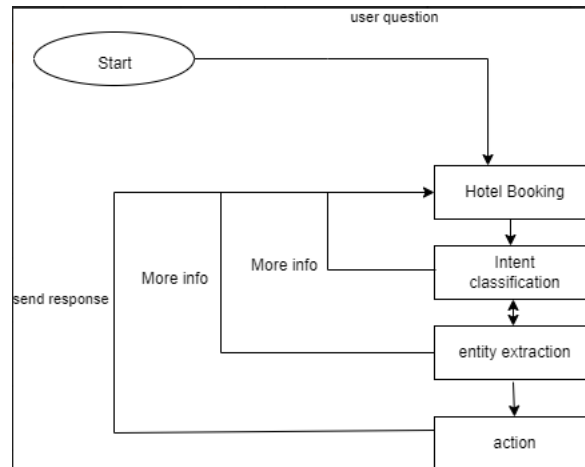 user question
Start
Hotel Booking
Intent
classification
More info
More info
send response
entity extraction
action